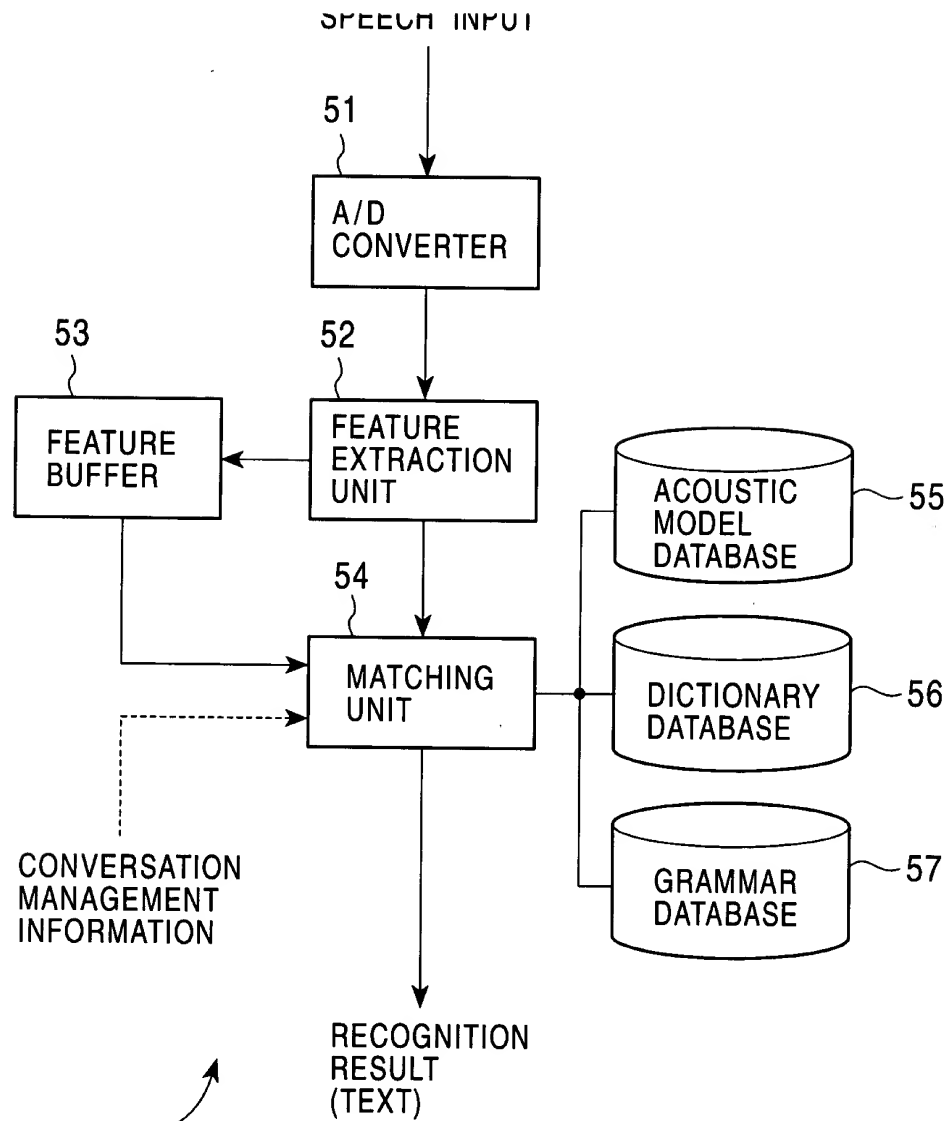 SPEECH INPUT
51
A/D
CONVERTER
53
52
FEATURE
BUFFER
FEATURE
EXTRACTION
UNIT
ACOUSTIC
MODEL
DATABASE
55
54
MATCHING
UNIT
DICTIONARY
DATABASE
56
CONVERSATION
MANAGEMENT
INFORMATION
GRAMMAR
DATABASE
57
RECOGNITION
RESULT
(TEXT)